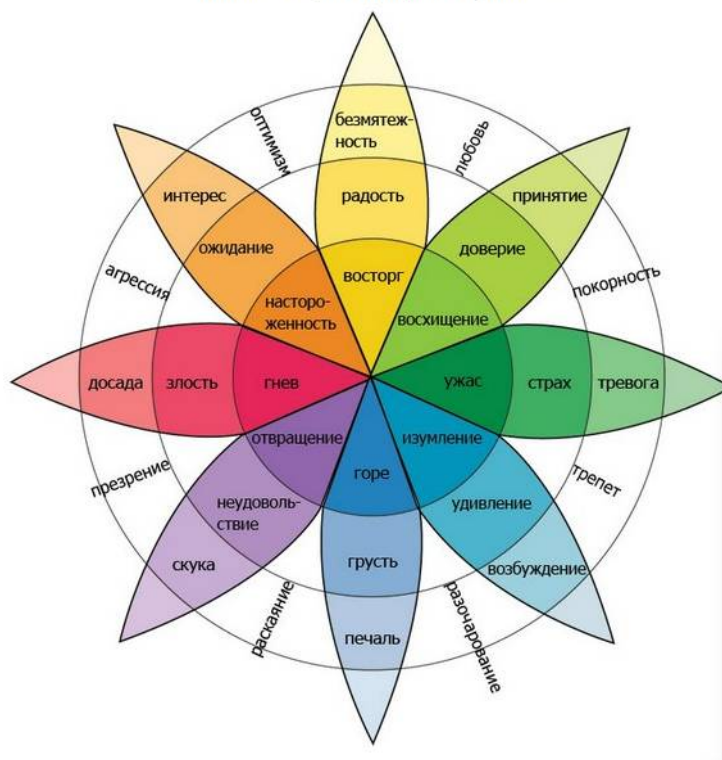 безмятеж-
ность
оптимизм
любовь
интерес
радость
принятие
ожидание
доверие
агрессия
восторг
покорность
насторо-
женность
восхищение
досада
злость
гнев
ужас
страх
тревога
отвращение
изумление
презрение
горе
трепет
неудоволь-
ствие
удивление
скука
грусть
возбуждение
раскаяние
печаль
разочарование